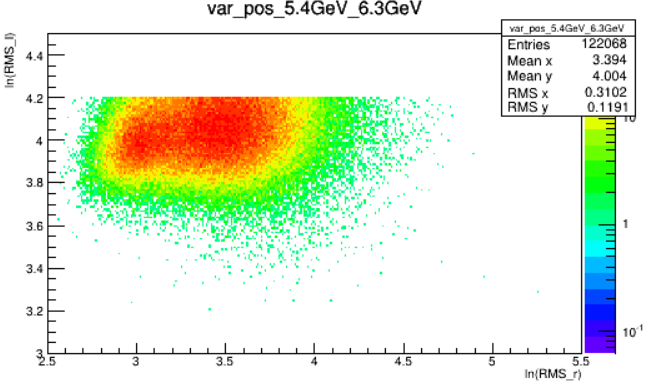 var_pos_5.4GeV_6.3GeV
var_pos_5.4GeV_6.3GeV
Entries 122068
Mean x 3.394
Mean y 4.004
RMS x 0.3102
RMS y 0.1191
ln(RMS_l)
4.4
4.2
4
3.8
3.6
3.4
3.2
3
2.5 3 3.5 4 4.5 5 5.5
ln(RMS_r)
10
1
10-1